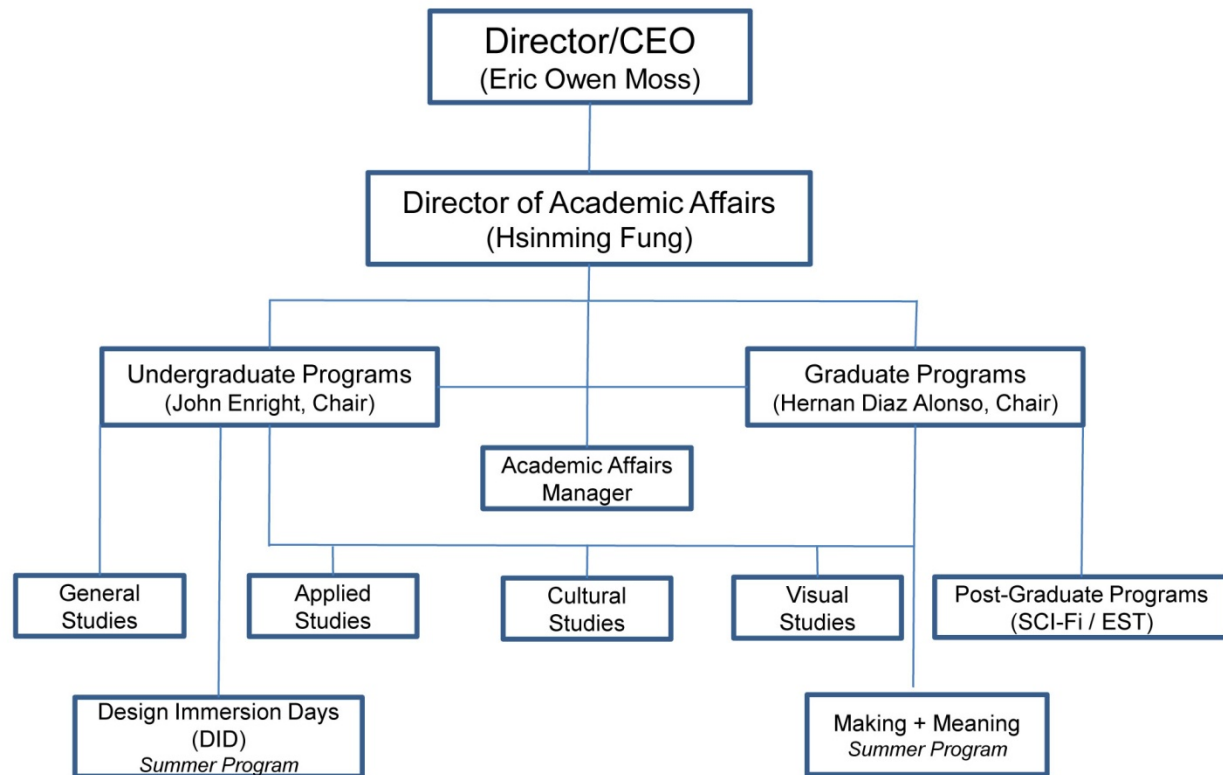 Director/CEO
(Eric Owen Moss)
Director of Academic Affairs
(Hsinming Fung)
Undergraduate Programs
(John Enright, Chair)
Graduate Programs
(Hernan Diaz Alonso, Chair)
Academic Affairs
Manager
General
Studies
Applied
Studies
Cultural
Studies
Visual
Studies
Post-Graduate Programs
(SCI-Fi / EST)
Design Immersion Days
(DID)
Summer Program
Making + Meaning
Summer Program